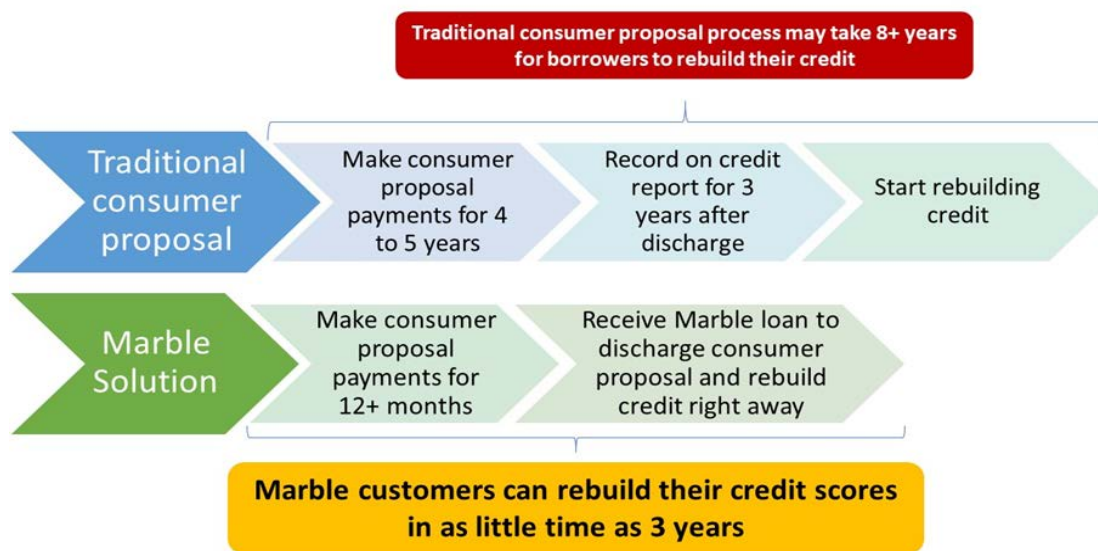 Traditional consumer proposal process may take 8+ years
for borrowers to rebuild their credit
Traditional
consumer
proposal
Make consumer
proposal
payments for 4
to 5 years
Record on credit
report for 3
years after
discharge
Start rebuilding
credit
Marble
Solution
Make consumer
proposal
payments for
12+ months
Receive Marble loan to
discharge consumer
proposal and rebuild
credit right away
Marble customers can rebuild their credit scores
in as little time as 3 years